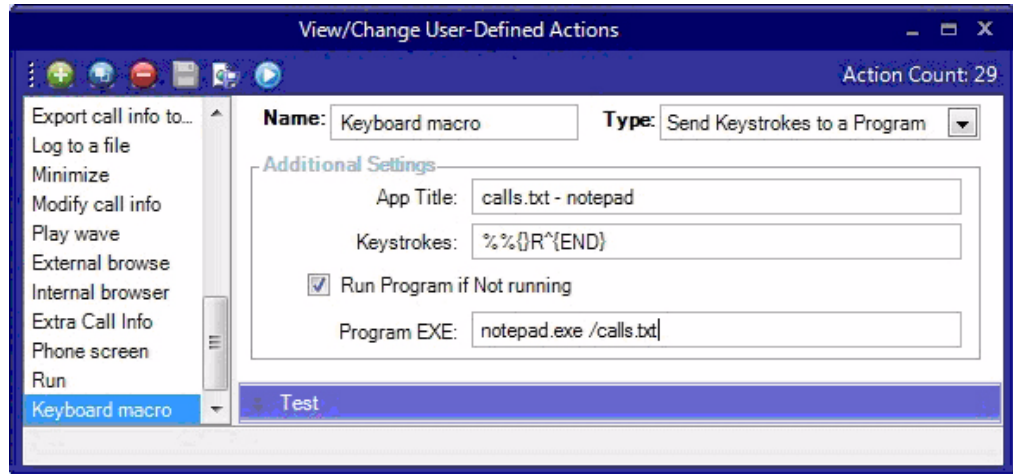 View/Change User-Defined Actions
Action Count: 29
Export call info to...
Log to a file
Minimize
Modify call info
Play wave
External browse
Internal browser
Extra Call Info
Phone screen
Run
Keyboard macro
Name: Keyboard macro Type: Send Keystrokes to a Program
Additional Settings
App Title: calls.txt - notepad
Keystrokes: %%{}R^{END}
Run Program if Not running
Program EXE: notepad.exe /calls.txt
Test